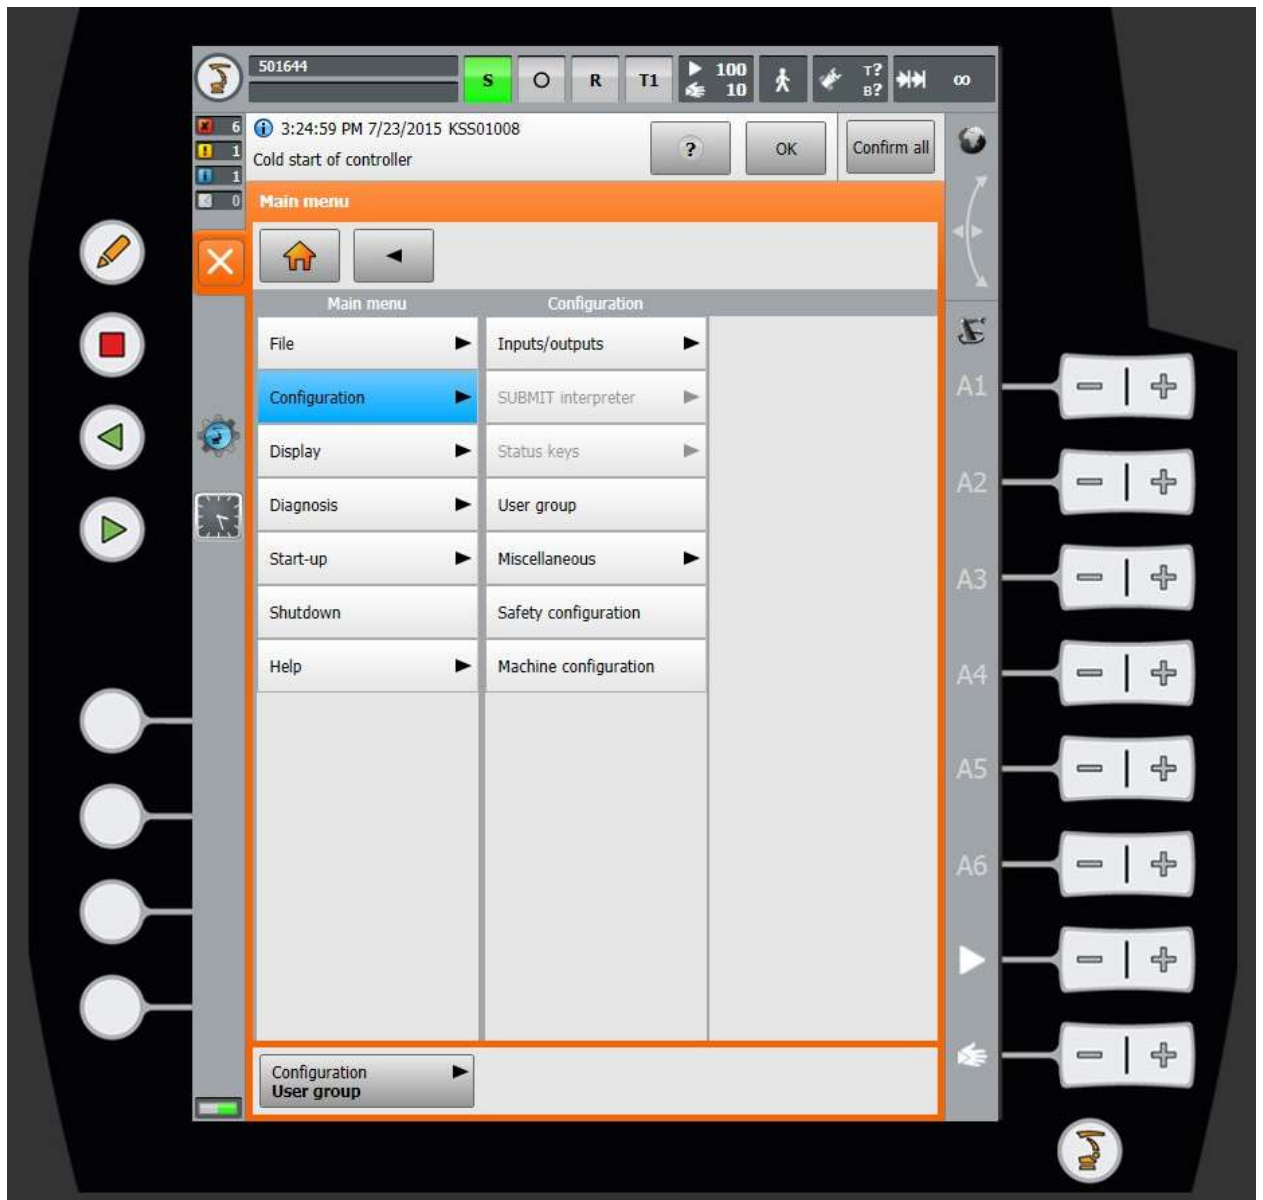 501644
S
O
R
T1
100
10
T?
B?
∞
6
1
1
0
3:24:59 PM 7/23/2015 KSS01008
Cold start of controller
?
OK
Confirm all
Main menu
Main menu
Configuration
File
Inputs/outputs
Configuration
SUBMIT interpreter
Display
Status keys
Diagnosis
User group
Start-up
Miscellaneous
Shutdown
Safety configuration
Help
Machine configuration
A1
A2
A3
A4
A5
A6
Configuration
User group